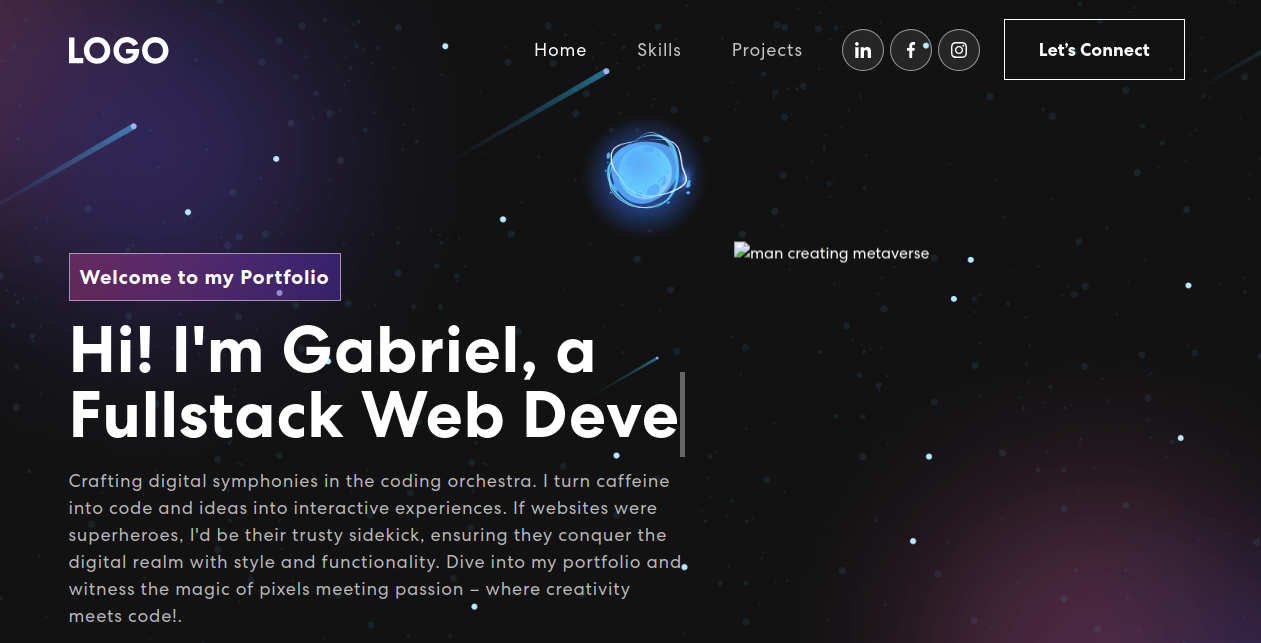 LOGO
Home
Skills
Projects
in
f
Let's Connect
man creating metaverse
Welcome to my Portfolio
Hi! I'm Gabriel, a
Fullstack Web Deve
Crafting digital symphonies in the coding orchestra. I turn caffeine
into code and ideas into interactive experiences. If websites were
superheroes, I'd be their trusty sidekick, ensuring they conquer the
digital realm with style and functionality. Dive into my portfolio and
witness the magic of pixels meeting passion – where creativity
meets code!.